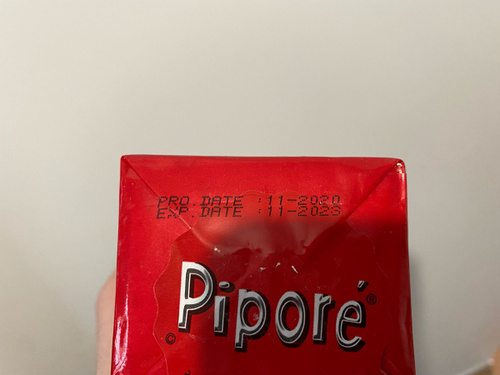 PRO.DATE :11-2020
EXP.DATE :11-2023
Piporé®
©